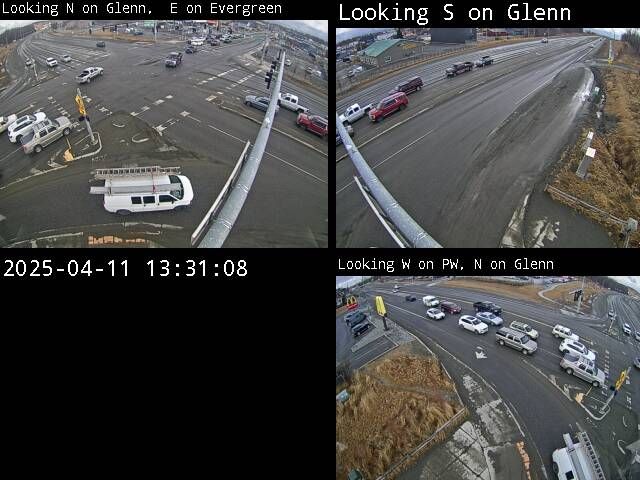 Looking N on Glenn,  E on Evergreen
Looking S on Glenn
2025-04-11 13:31:08
Looking W on PW, N on Glenn